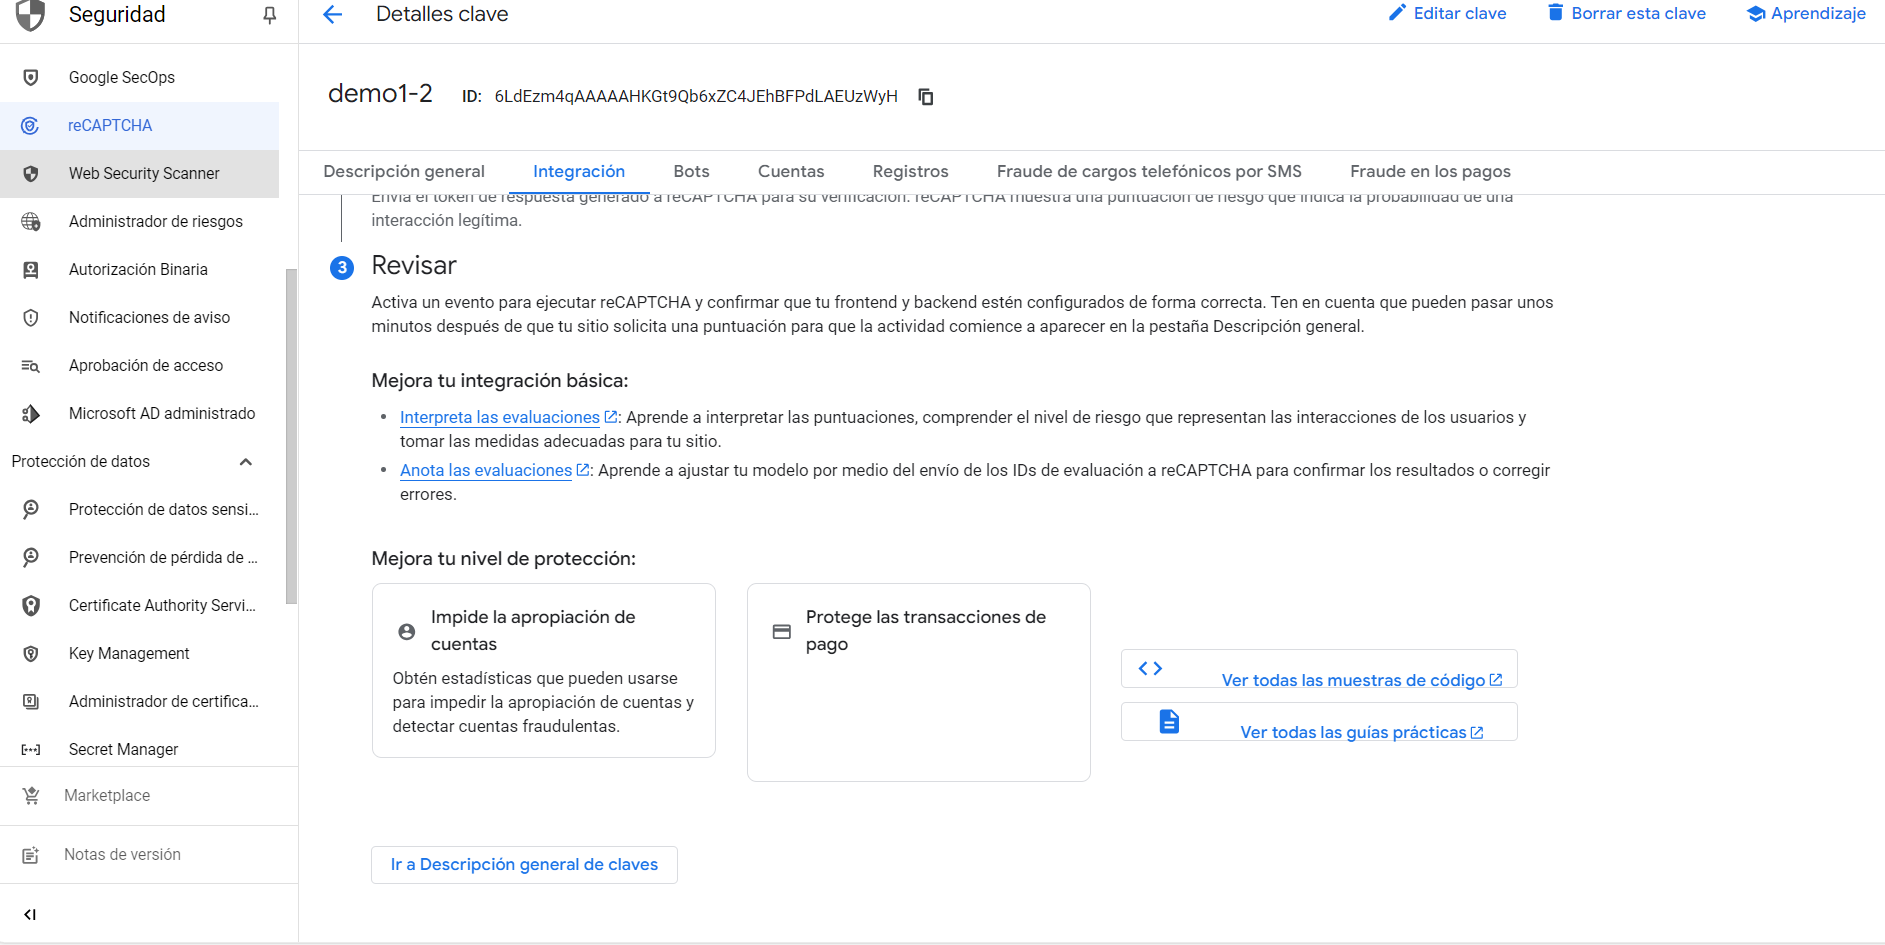 Seguridad
Google SecOps
reCAPTCHA
Web Security Scanner
Administrador de riesgos
Autorización Binaria
Notificaciones de aviso
Aprobación de acceso
Microsoft AD administrado
Protección de datos
Protección de datos sensi...
Prevención de pérdida de ...
Certificate Authority Servi...
Key Management
Administrador de certifica...
Secret Manager
Marketplace
Notas de versión
Detalles clave
Editar clave
Borrar esta clave
Aprendizaje
demo1-2 ID: 6LdEzm4qAAAAAHKGt9Qb6xZC4JEhBFPdLAEUzWyH
Descripción general Integración Bots Cuentas Registros Fraude de cargos telefónicos por SMS Fraude en los pagos
Envía el token de respuesta generado a reCAPTCHA para su verificación. reCAPTCHA muestra una puntuación de riesgo que indica la probabilidad de una
interacción legítima.
3 Revisar
Activa un evento para ejecutar reCAPTCHA y confirmar que tu frontend y backend estén configurados de forma correcta. Ten en cuenta que pueden pasar unos
minutos después de que tu sitio solicita una puntuación para que la actividad comience a aparecer en la pestaña Descripción general.
Mejora tu integración básica:
• Interpreta las evaluaciones : Aprende a interpretar las puntuaciones, comprender el nivel de riesgo que representan las interacciones de los usuarios y
tomar las medidas adecuadas para tu sitio.
• Anota las evaluaciones : Aprende a ajustar tu modelo por medio del envío de los IDs de evaluación a reCAPTCHA para confirmar los resultados o corregir
errores.
Mejora tu nivel de protección:
Impide la apropiación de
cuentas
Obtén estadísticas que pueden usarse
para impedir la apropiación de cuentas y
detectar cuentas fraudulentas.
Protege las transacciones de
pago
Ver todas las muestras de código
Ver todas las guías prácticas
Ir a Descripción general de claves